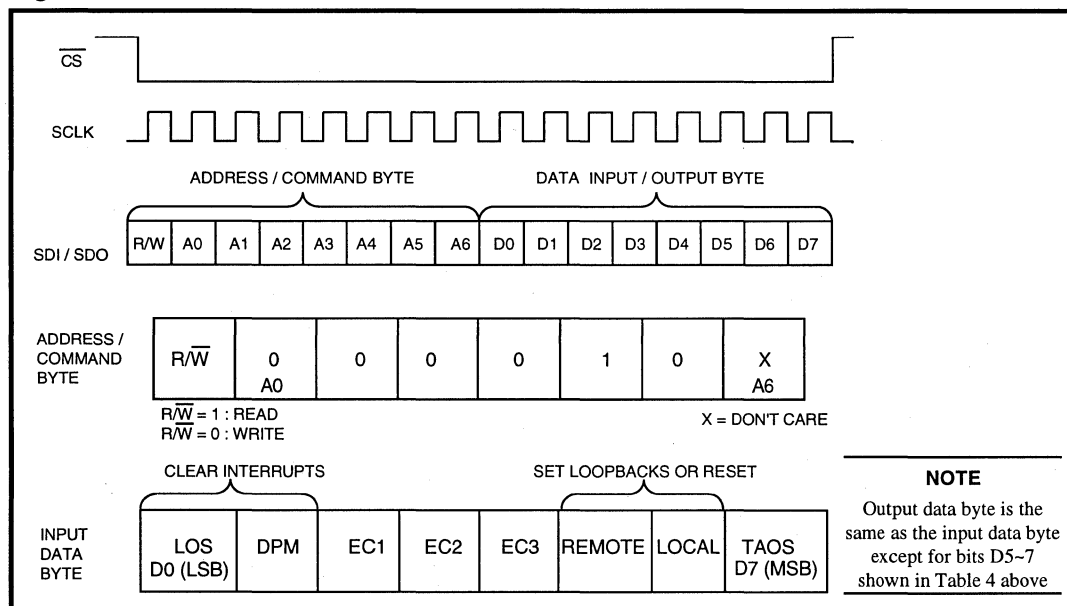 CS
SCLK
ADDRESS / COMMAND BYTE
DATA INPUT / OUTPUT BYTE
SDI / SDO
R/W A0 A1 A2 A3 A4 A5 A6 D0 D1 D2 D3 D4 D5 D6 D7
ADDRESS /
COMMAND
BYTE
R/W 0 0 0 0 1 0 X
A0 A6
R/W = 1 : READ
R/W = 0 : WRITE
X = DON'T CARE
CLEAR INTERRUPTS
SET LOOPBACKS OR RESET
INPUT
DATA
BYTE
LOS DPM EC1 EC2 EC3 REMOTE LOCAL TAOS
D0 (LSB) D7 (MSB)
NOTE
Output data byte is the
same as the input data byte
except for bits D5~7
shown in Table 4 above